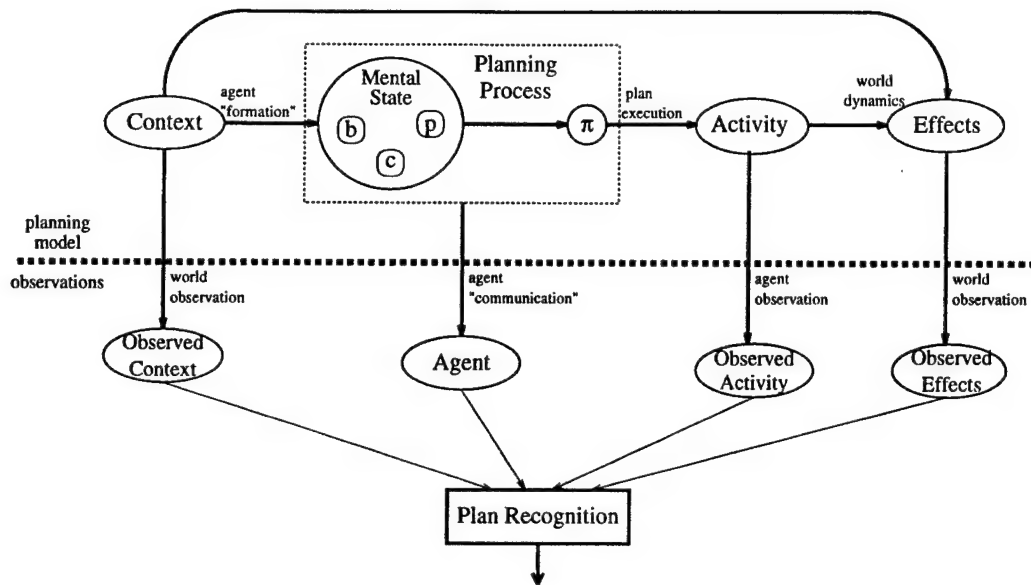 Planning
Process
Mental
State
b
p
c
π
agent
"formation"
Context
plan
execution
Activity
world
dynamics
Effects
planning
model
observations
world
observation
agent
"communication"
agent
observation
world
observation
Observed
Context
Agent
Observed
Activity
Observed
Effects
Plan Recognition